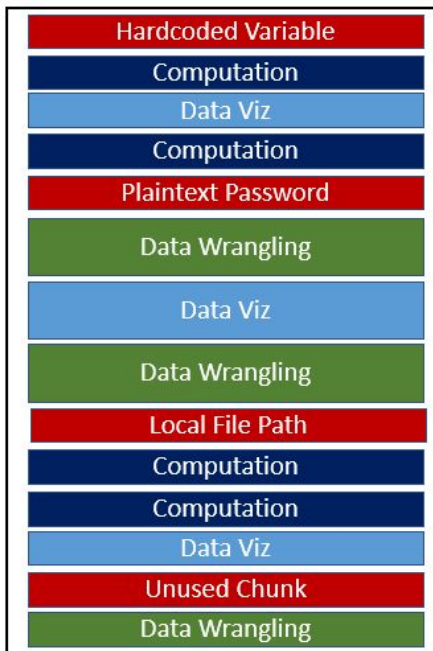 Hardcoded Variable
Computation
Data Viz
Computation
Plaintext Password
Data Wrangling
Data Viz
Data Wrangling
Local File Path
Computation
Computation
Data Viz
Unused Chunk
Data Wrangling